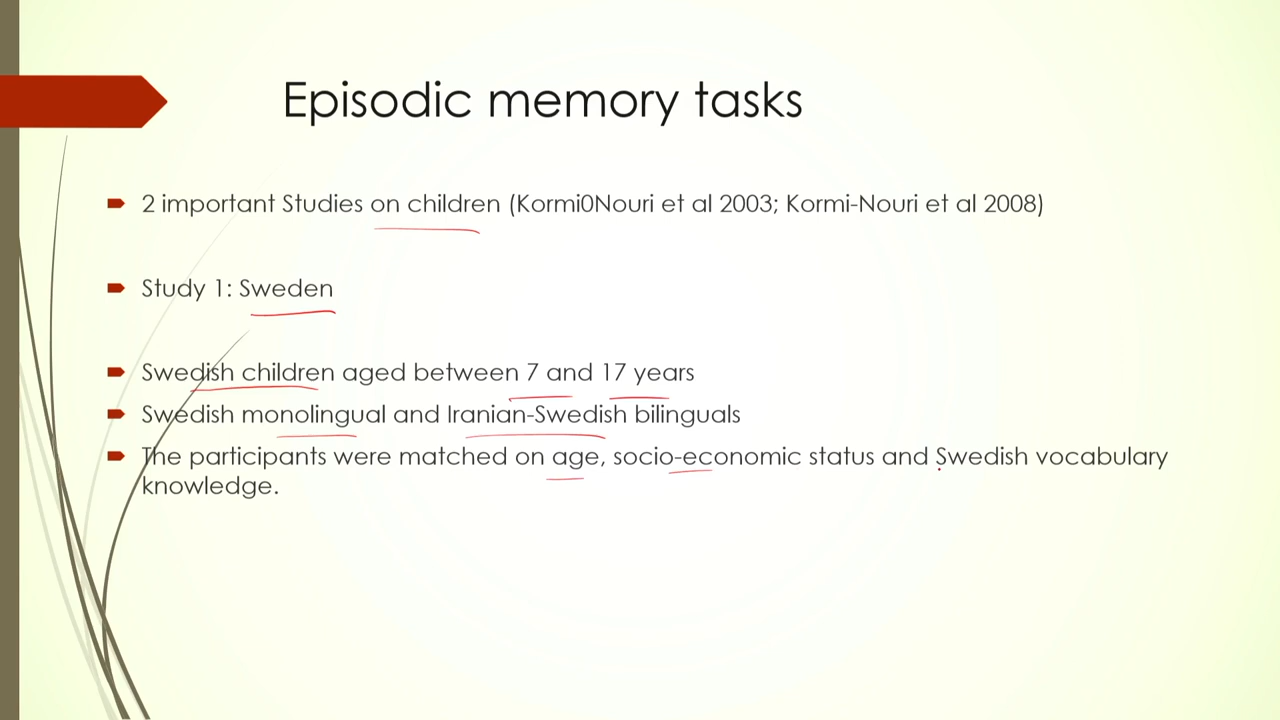 Episodic memory tasks
2 important Studies on children (Kormi0Nouri et al 2003; Kormi-Nouri et al 2008)
Study 1: Sweden
Swedish children aged between 7 and 17 years
Swedish monolingual and Iranian-Swedish bilinguals
The participants were matched on age, socio-economic status and Swedish vocabulary
knowledge.